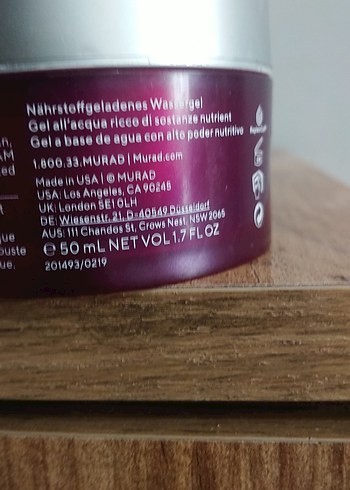 Nährstoffgeladenes Wassergel
Gel all'acqua ricco di sostanze nutrient
Gel a base de agua con alto poder nutritivo
1.800.33.MURAD | Murad.com
Made in USA | © MURAD
USA: Los Angeles, CA 90245
UK: London SE1 0LH
DE: Wiesenstr. 21, D-40549 Düsseldorf
AUS: 111 Chandos St, Crows Nest, NSW 2065
℮ 50 mL NET VOL 1.7 FL OZ
201493/0219